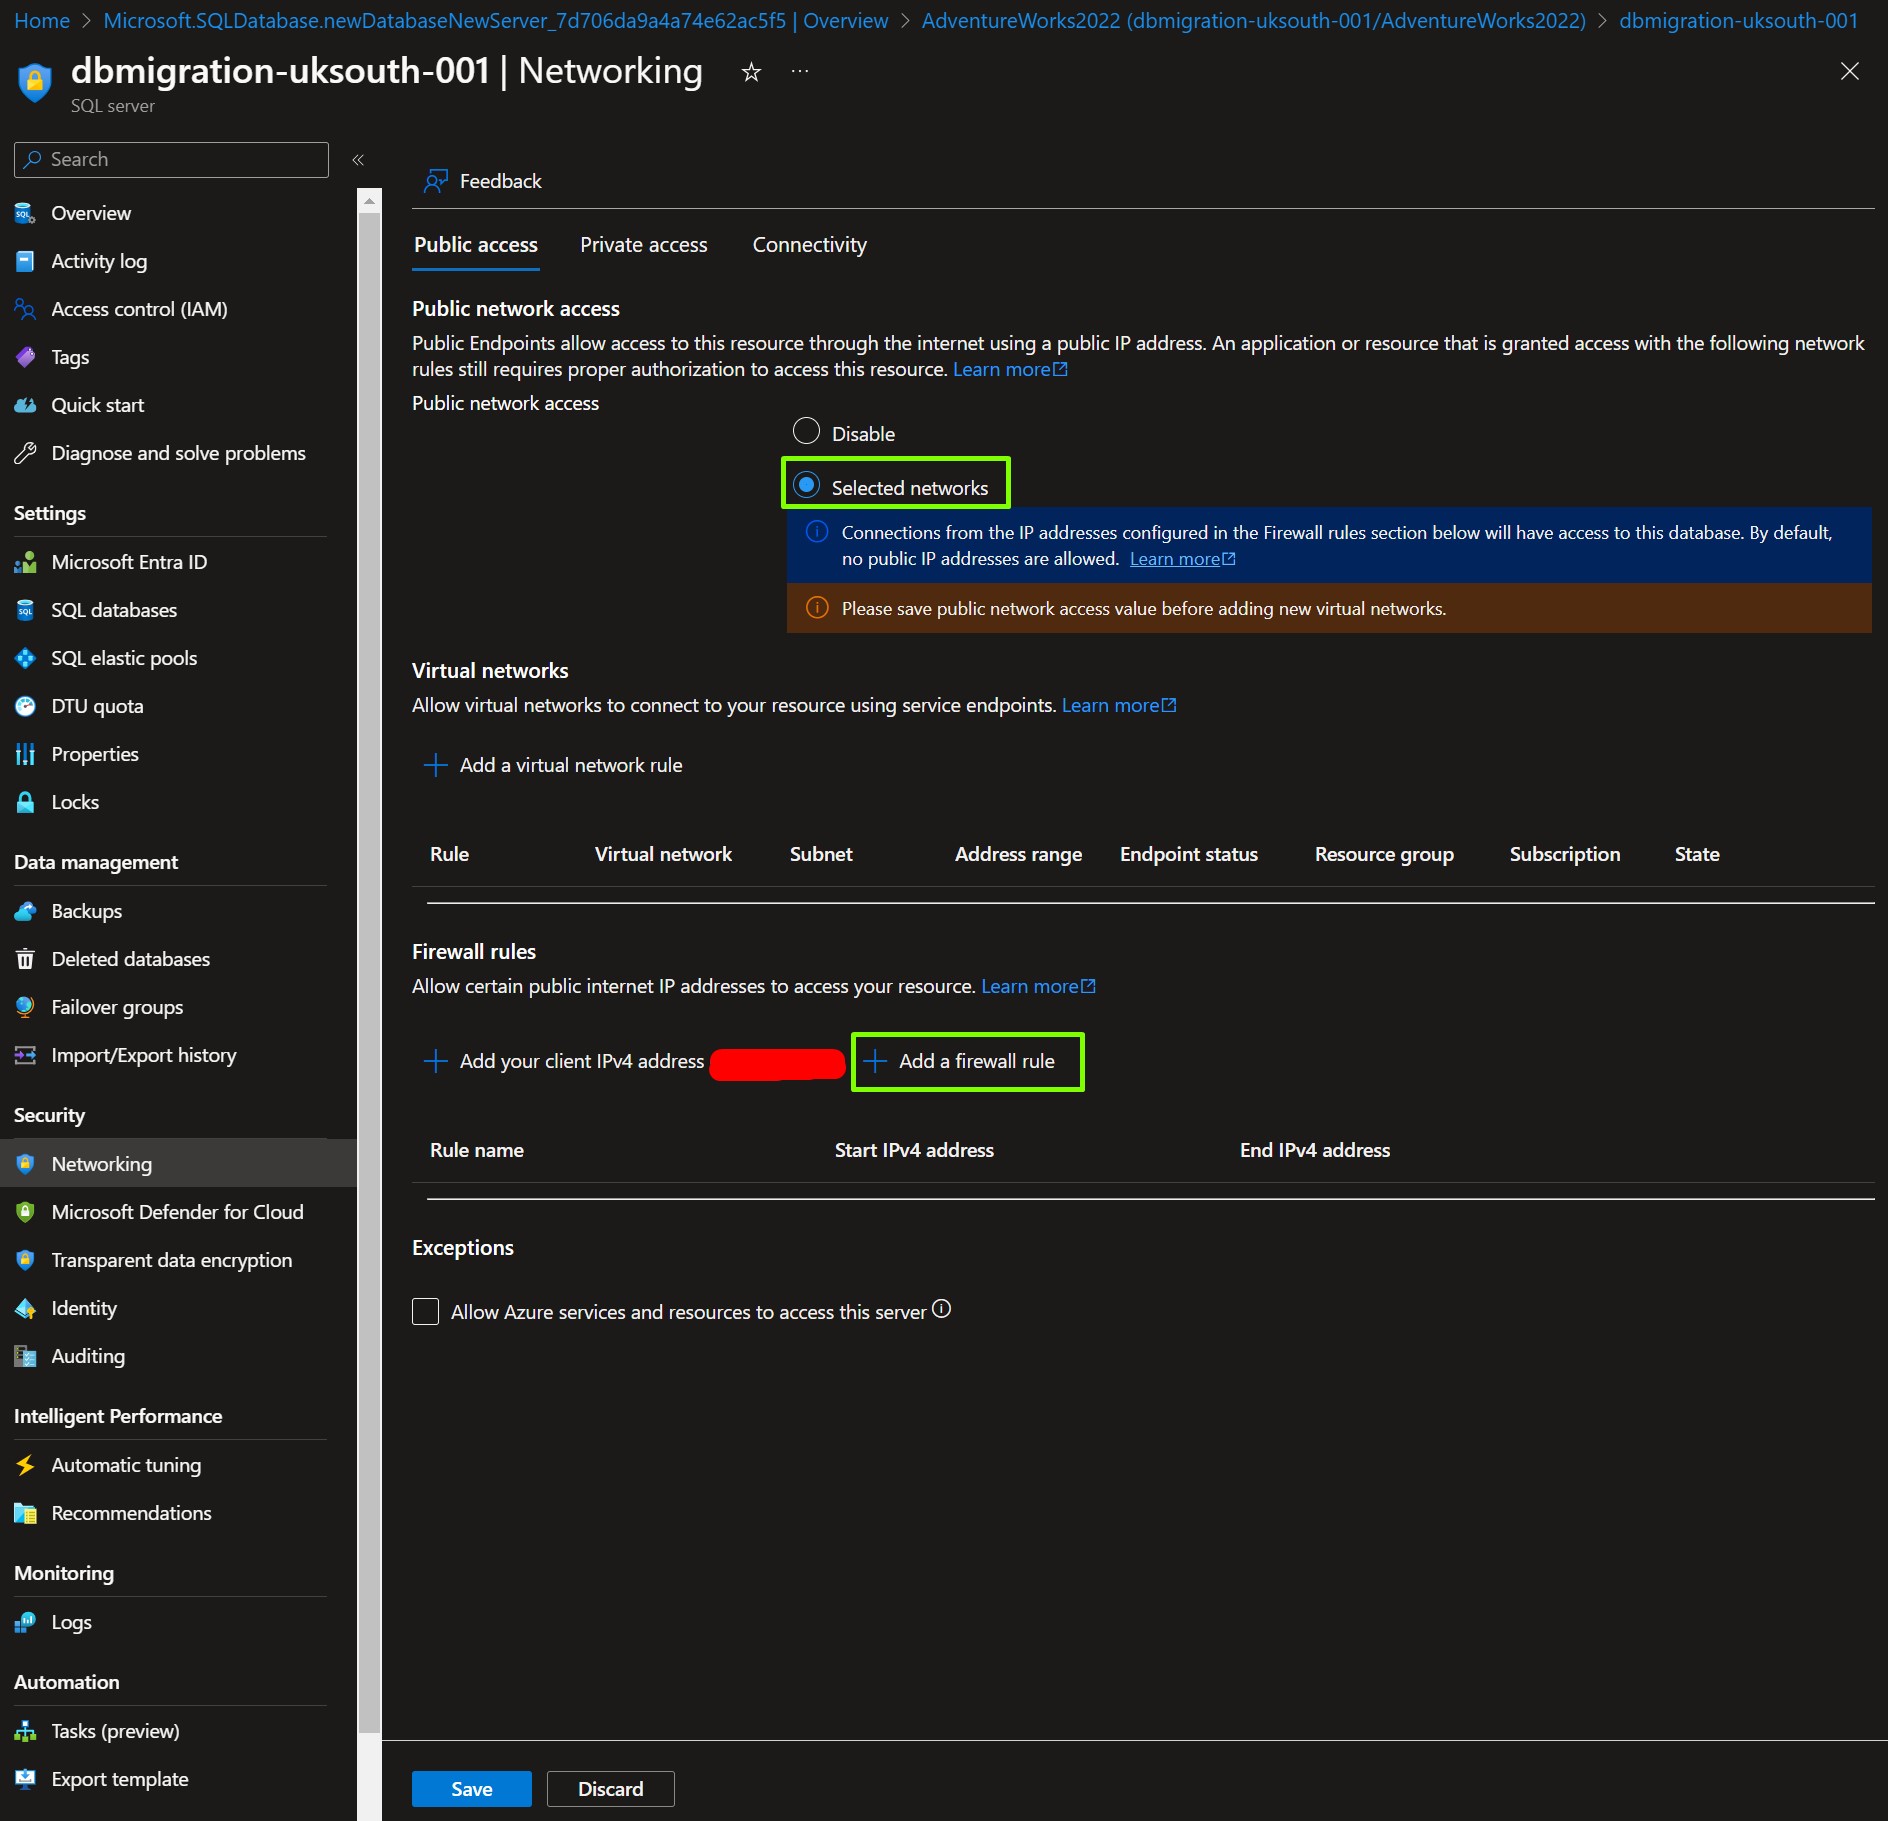 Home > Microsoft.SQLDatabase.newDatabaseNewServer_7d706da9a4a74e62ac5f5 | Overview > AdventureWorks2022 (dbmigration-uksouth-001/AdventureWorks2022) > dbmigration-uksouth-001
dbmigration-uksouth-001 | Networking
SQL server
Search
Overview
Activity log
Access control (IAM)
Tags
Quick start
Diagnose and solve problems
Settings
Microsoft Entra ID
SQL databases
SQL elastic pools
DTU quota
Properties
Locks
Data management
Backups
Deleted databases
Failover groups
Import/Export history
Security
Networking
Microsoft Defender for Cloud
Transparent data encryption
Identity
Auditing
Intelligent Performance
Automatic tuning
Recommendations
Monitoring
Logs
Automation
Tasks (preview)
Export template
Feedback
Public access Private access Connectivity
Public network access
Public Endpoints allow access to this resource through the internet using a public IP address. An application or resource that is granted access with the following network
rules still requires proper authorization to access this resource. Learn more
Public network access
Disable
Selected networks
Connections from the IP addresses configured in the Firewall rules section below will have access to this database. By default,
no public IP addresses are allowed. Learn more
Please save public network access value before adding new virtual networks.
Virtual networks
Allow virtual networks to connect to your resource using service endpoints. Learn more
Add a virtual network rule
Rule Virtual network Subnet Address range Endpoint status Resource group Subscription State
Firewall rules
Allow certain public internet IP addresses to access your resource. Learn more
Add your client IPv4 address Add a firewall rule
Rule name Start IPv4 address End IPv4 address
Exceptions
Allow Azure services and resources to access this server
Save Discard